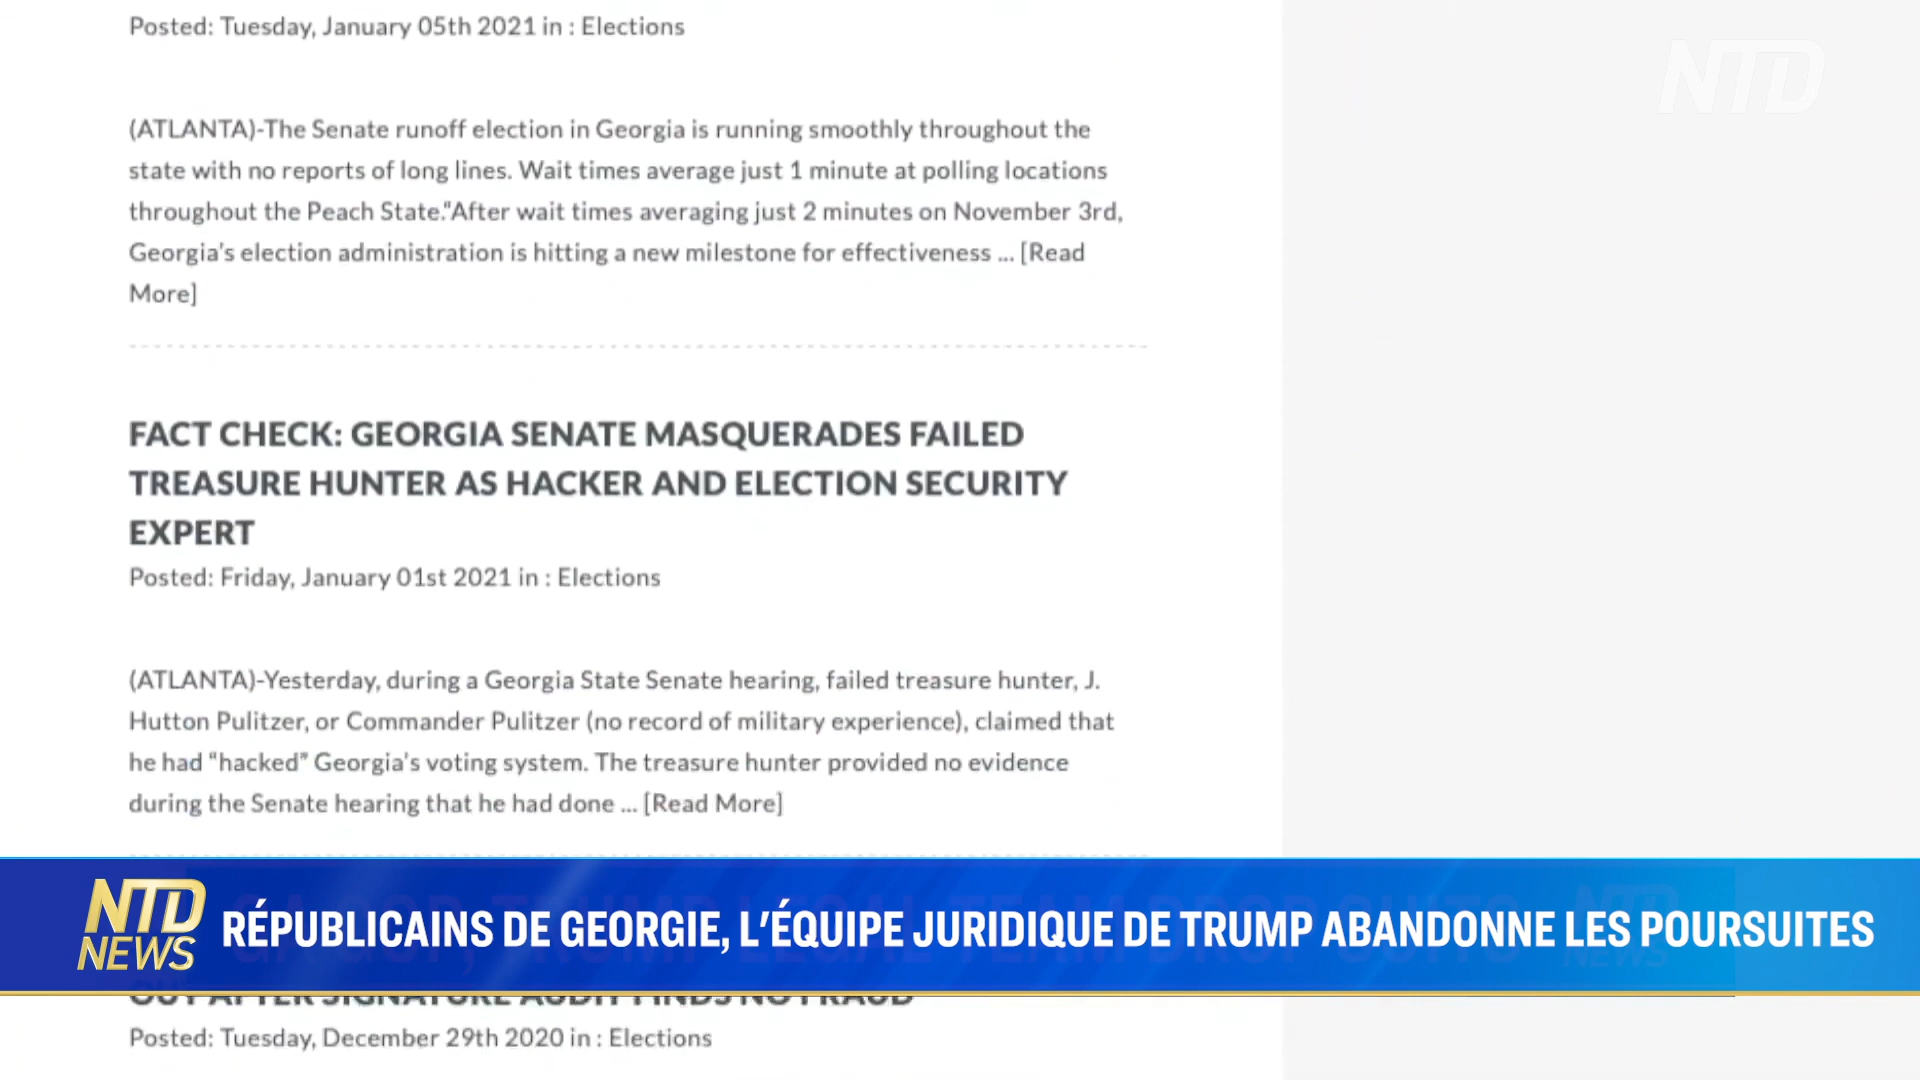 Posted: Tuesday, January 05th 2021 in : Elections
NTD
(ATLANTA)-The Senate runoff election in Georgia is running smoothly throughout the
state with no reports of long lines. Wait times average just 1 minute at polling locations
throughout the Peach State."After wait times averaging just 2 minutes on November 3rd,
Georgia's election administration is hitting a new milestone for effectiveness ... [Read
More]
FACT CHECK: GEORGIA SENATE MASQUERADES FAILED
TREASURE HUNTER AS HACKER AND ELECTION SECURITY
EXPERT
Posted: Friday, January 01st 2021 in : Elections
(ATLANTA)-Yesterday, during a Georgia State Senate hearing, failed treasure hunter, J.
Hutton Pulitzer, or Commander Pulitzer (no record of military experience), claimed that
he had “hacked” Georgia's voting system. The treasure hunter provided no evidence
during the Senate hearing that he had done ... [Read More]
NTD
NEWS
RÉPUBLICAINS DE GEORGIE, L'ÉQUIPE JURIDIQUE DE TRUMP ABANDONNE LES POURSUITES
OUT AFTER SIGNATURE AUDIT FINDS NO FRAUD
Posted: Tuesday, December 29th 2020 in : Elections